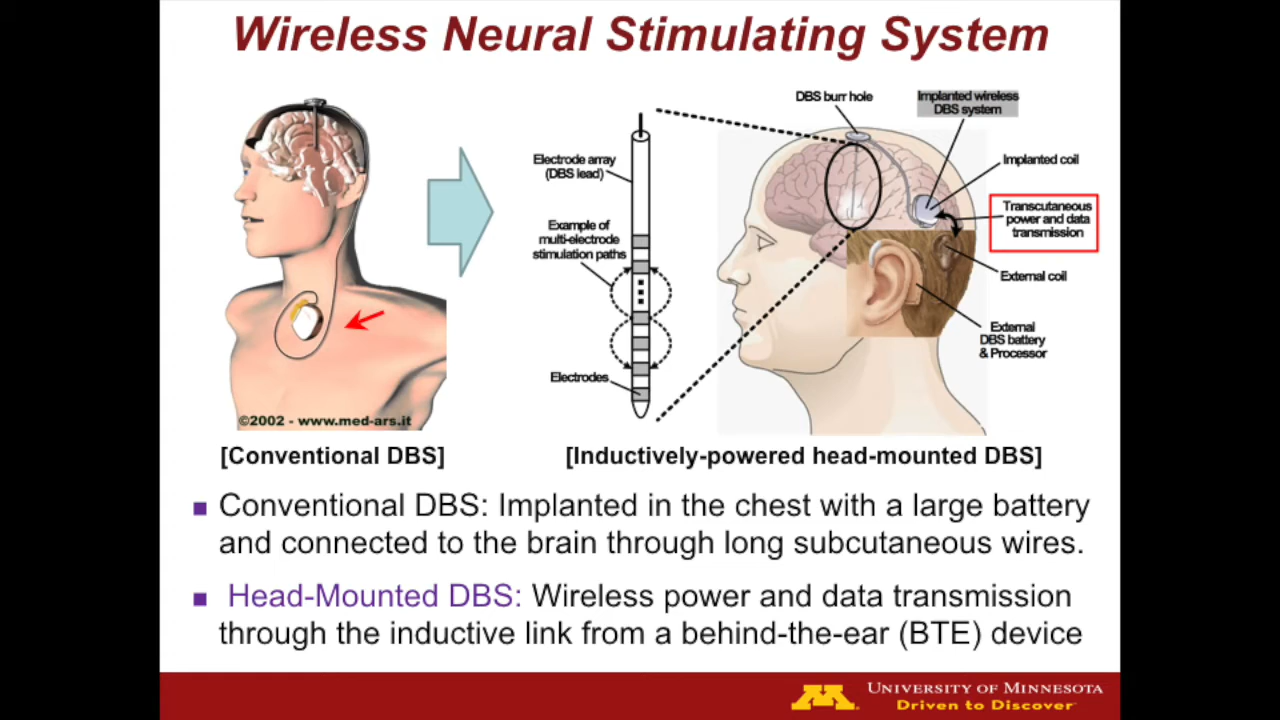 Wireless Neural Stimulating System
DBS burr hole
Implanted wireless
DBS system
Electrode array
(DBS lead)
Implanted coil
Transcutaneous
power and data
transmission
Example of
multi-electrode
stimulation paths
External coil
External
DBS battery
& Processor
Electrodes
©2002 - www.med-ars.it
[Conventional DBS]
[Inductively-powered head-mounted DBS]
Conventional DBS: Implanted in the chest with a large battery
and connected to the brain through long subcutaneous wires.
Head-Mounted DBS: Wireless power and data transmission
through the inductive link from a behind-the-ear (BTE) device
M
UNIVERSITY OF MINNESOTA
Driven to Discover